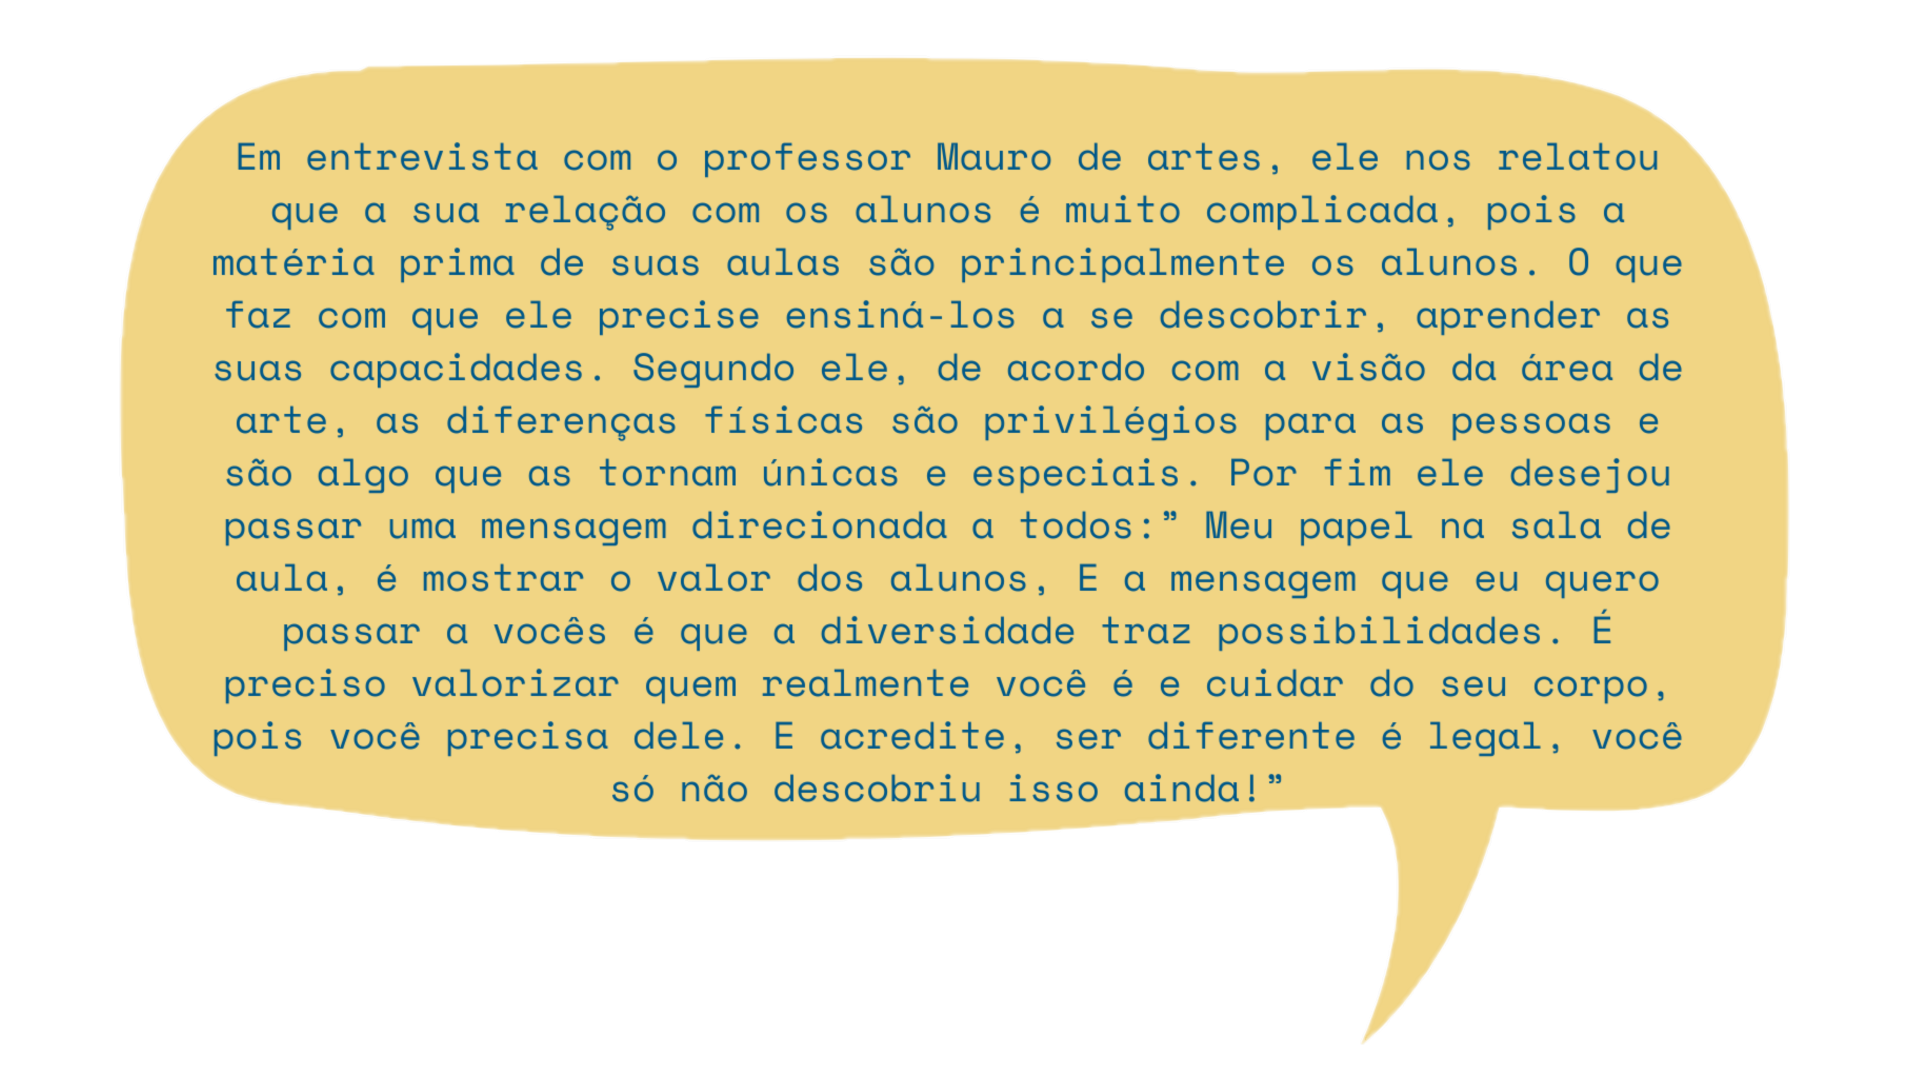 Em entrevista com o professor Mauro de artes, ele nos relatou
que a sua relação com os alunos é muito complicada, pois a
matéria prima de suas aulas são principalmente os alunos. O que
faz com que ele precise ensiná-los a se descobrir, aprender as
suas capacidades. Segundo ele, de acordo com a visão da área de
arte, as diferenças físicas são privilégios para as pessoas e
são algo que as tornam únicas e especiais. Por fim ele desejou
passar uma mensagem direcionada a todos:” Meu papel na sala de
aula, é mostrar o valor dos alunos, E a mensagem que eu quero
passar a vocês é que a diversidade traz possibilidades. É
preciso valorizar quem realmente você é e cuidar do seu corpo,
pois você precisa dele. E acredite, ser diferente é legal, você
só não descobriu isso ainda!”